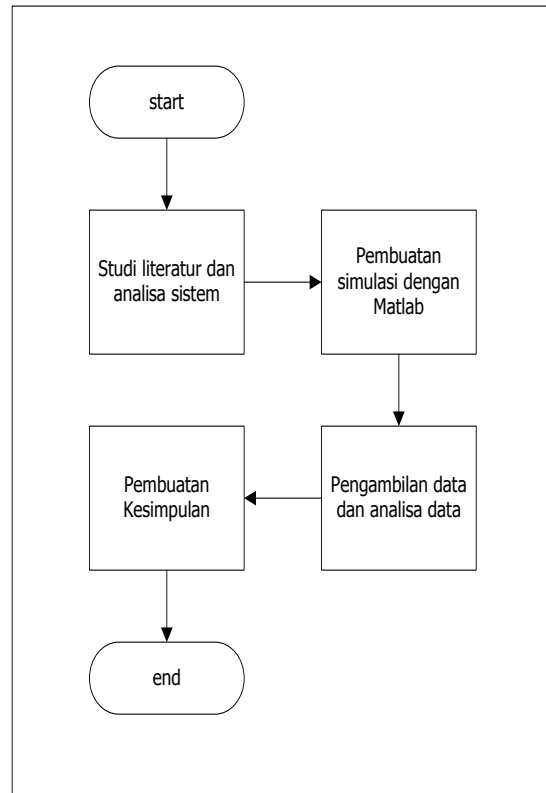 start
Studi literatur dan
analisa sistem
Pembuatan
simulasi dengan
Matlab
Pengambilan data
dan analisa data
Pembuatan
Kesimpulan
end